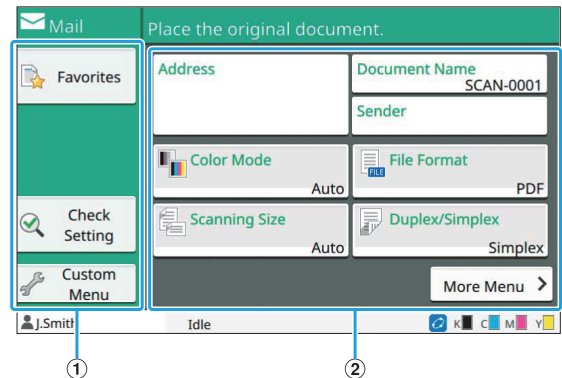 Mail
Place the original document.
Favorites
Check
Setting
Custom
Menu
Address
Document Name
SCAN-0001
Sender
Color Mode
Auto
FILE
File Format
PDF
Scanning Size
Auto
Duplex/Simplex
Simplex
More Menu
J.Smith
Idle
K C M Y
1
2